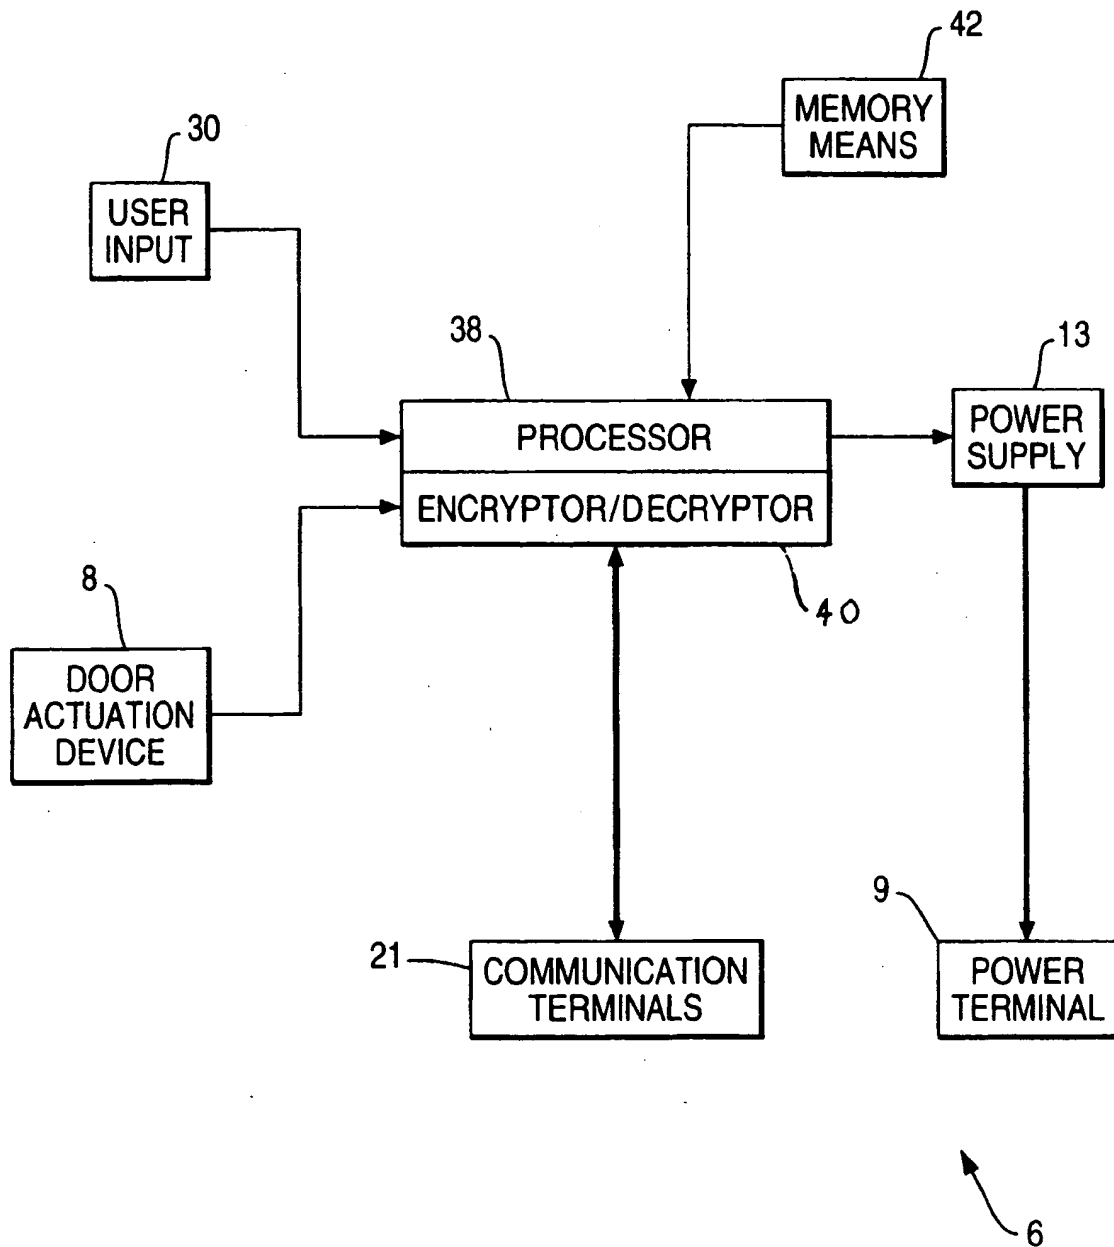 42
MEMORY
MEANS
30
USER
INPUT
38
13
PROCESSOR
POWER
SUPPLY
ENCRYPTOR/DECRYPTOR
40
8
DOOR
ACTUATION
DEVICE
9
21
COMMUNICATION
TERMINALS
POWER
TERMINAL
6